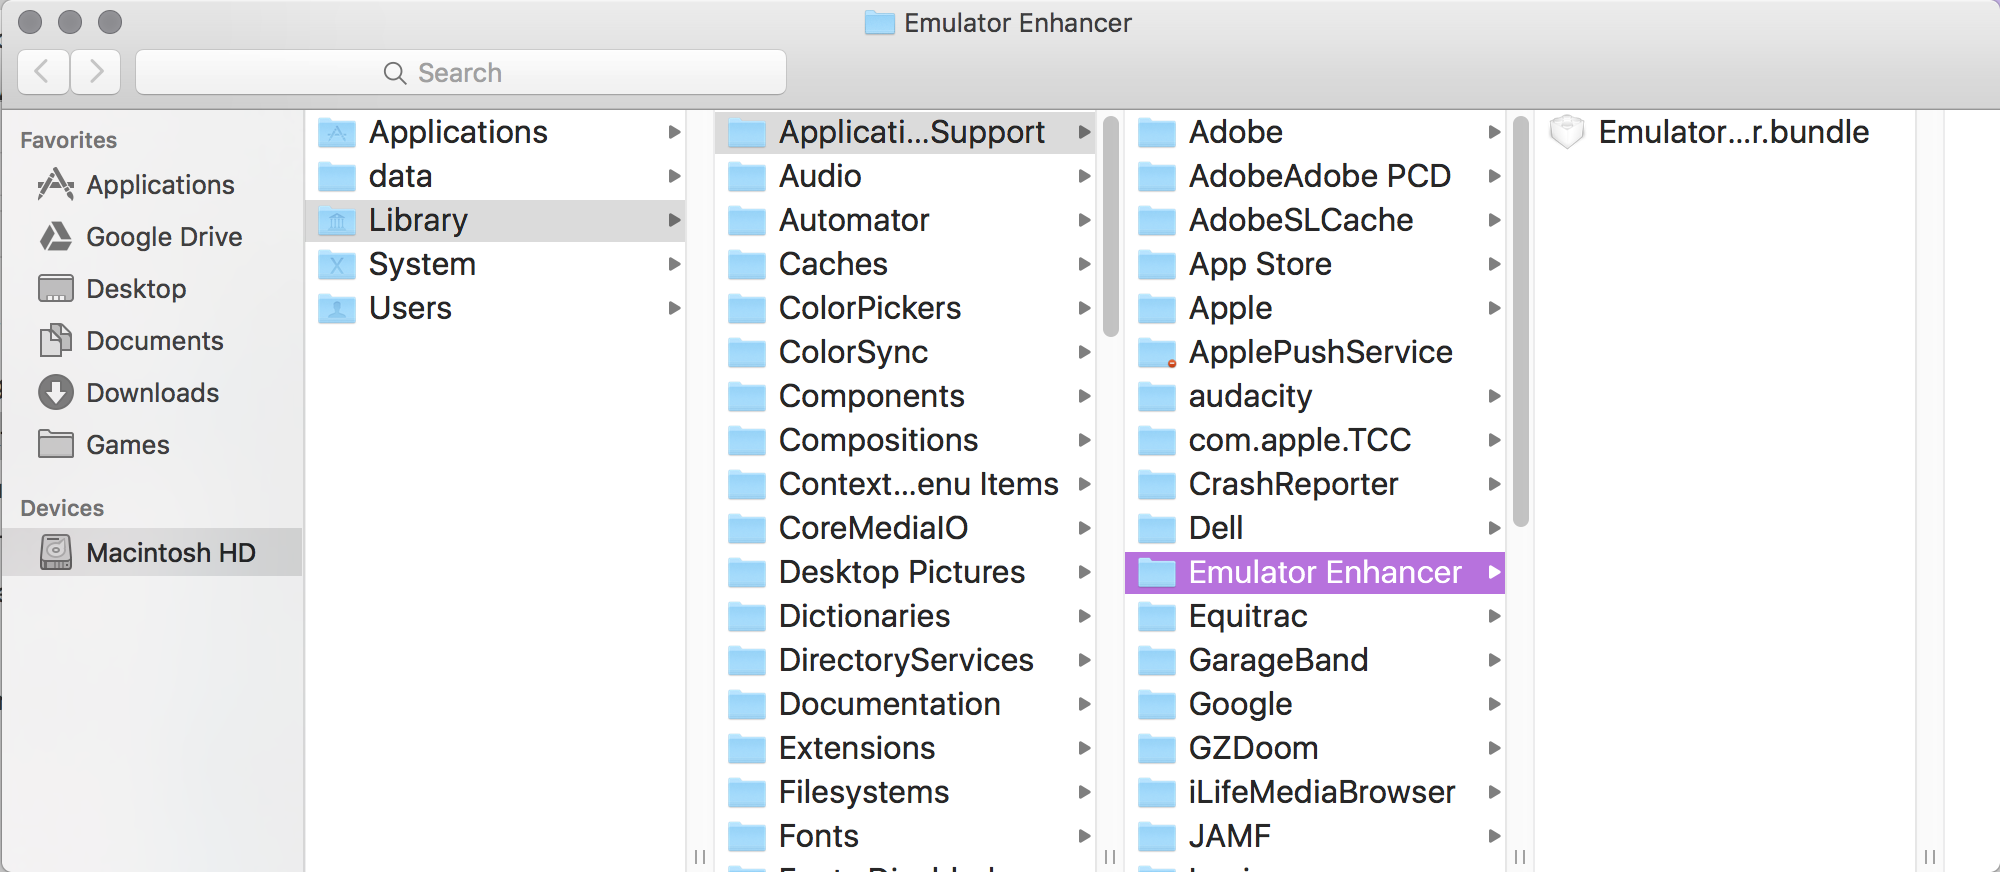 Emulator Enhancer
Search
Favorites
Applications
Google Drive
Desktop
Documents
Downloads
Games
Devices
Macintosh HD
Applications
data
Library
System
Users
Applicati...Support
Audio
Automator
Caches
ColorPickers
ColorSync
Components
Compositions
Context...enu Items
CoreMediaIO
Desktop Pictures
Dictionaries
DirectoryServices
Documentation
Extensions
Filesystems
Fonts
Adobe
AdobeAdobe PCD
AdobeSLCache
App Store
Apple
ApplePushService
audacity
com.apple.TCC
CrashReporter
Dell
Emulator Enhancer
Equitrac
GarageBand
Google
GZDoom
iLifeMediaBrowser
JAMF
Emulator...r.bundle